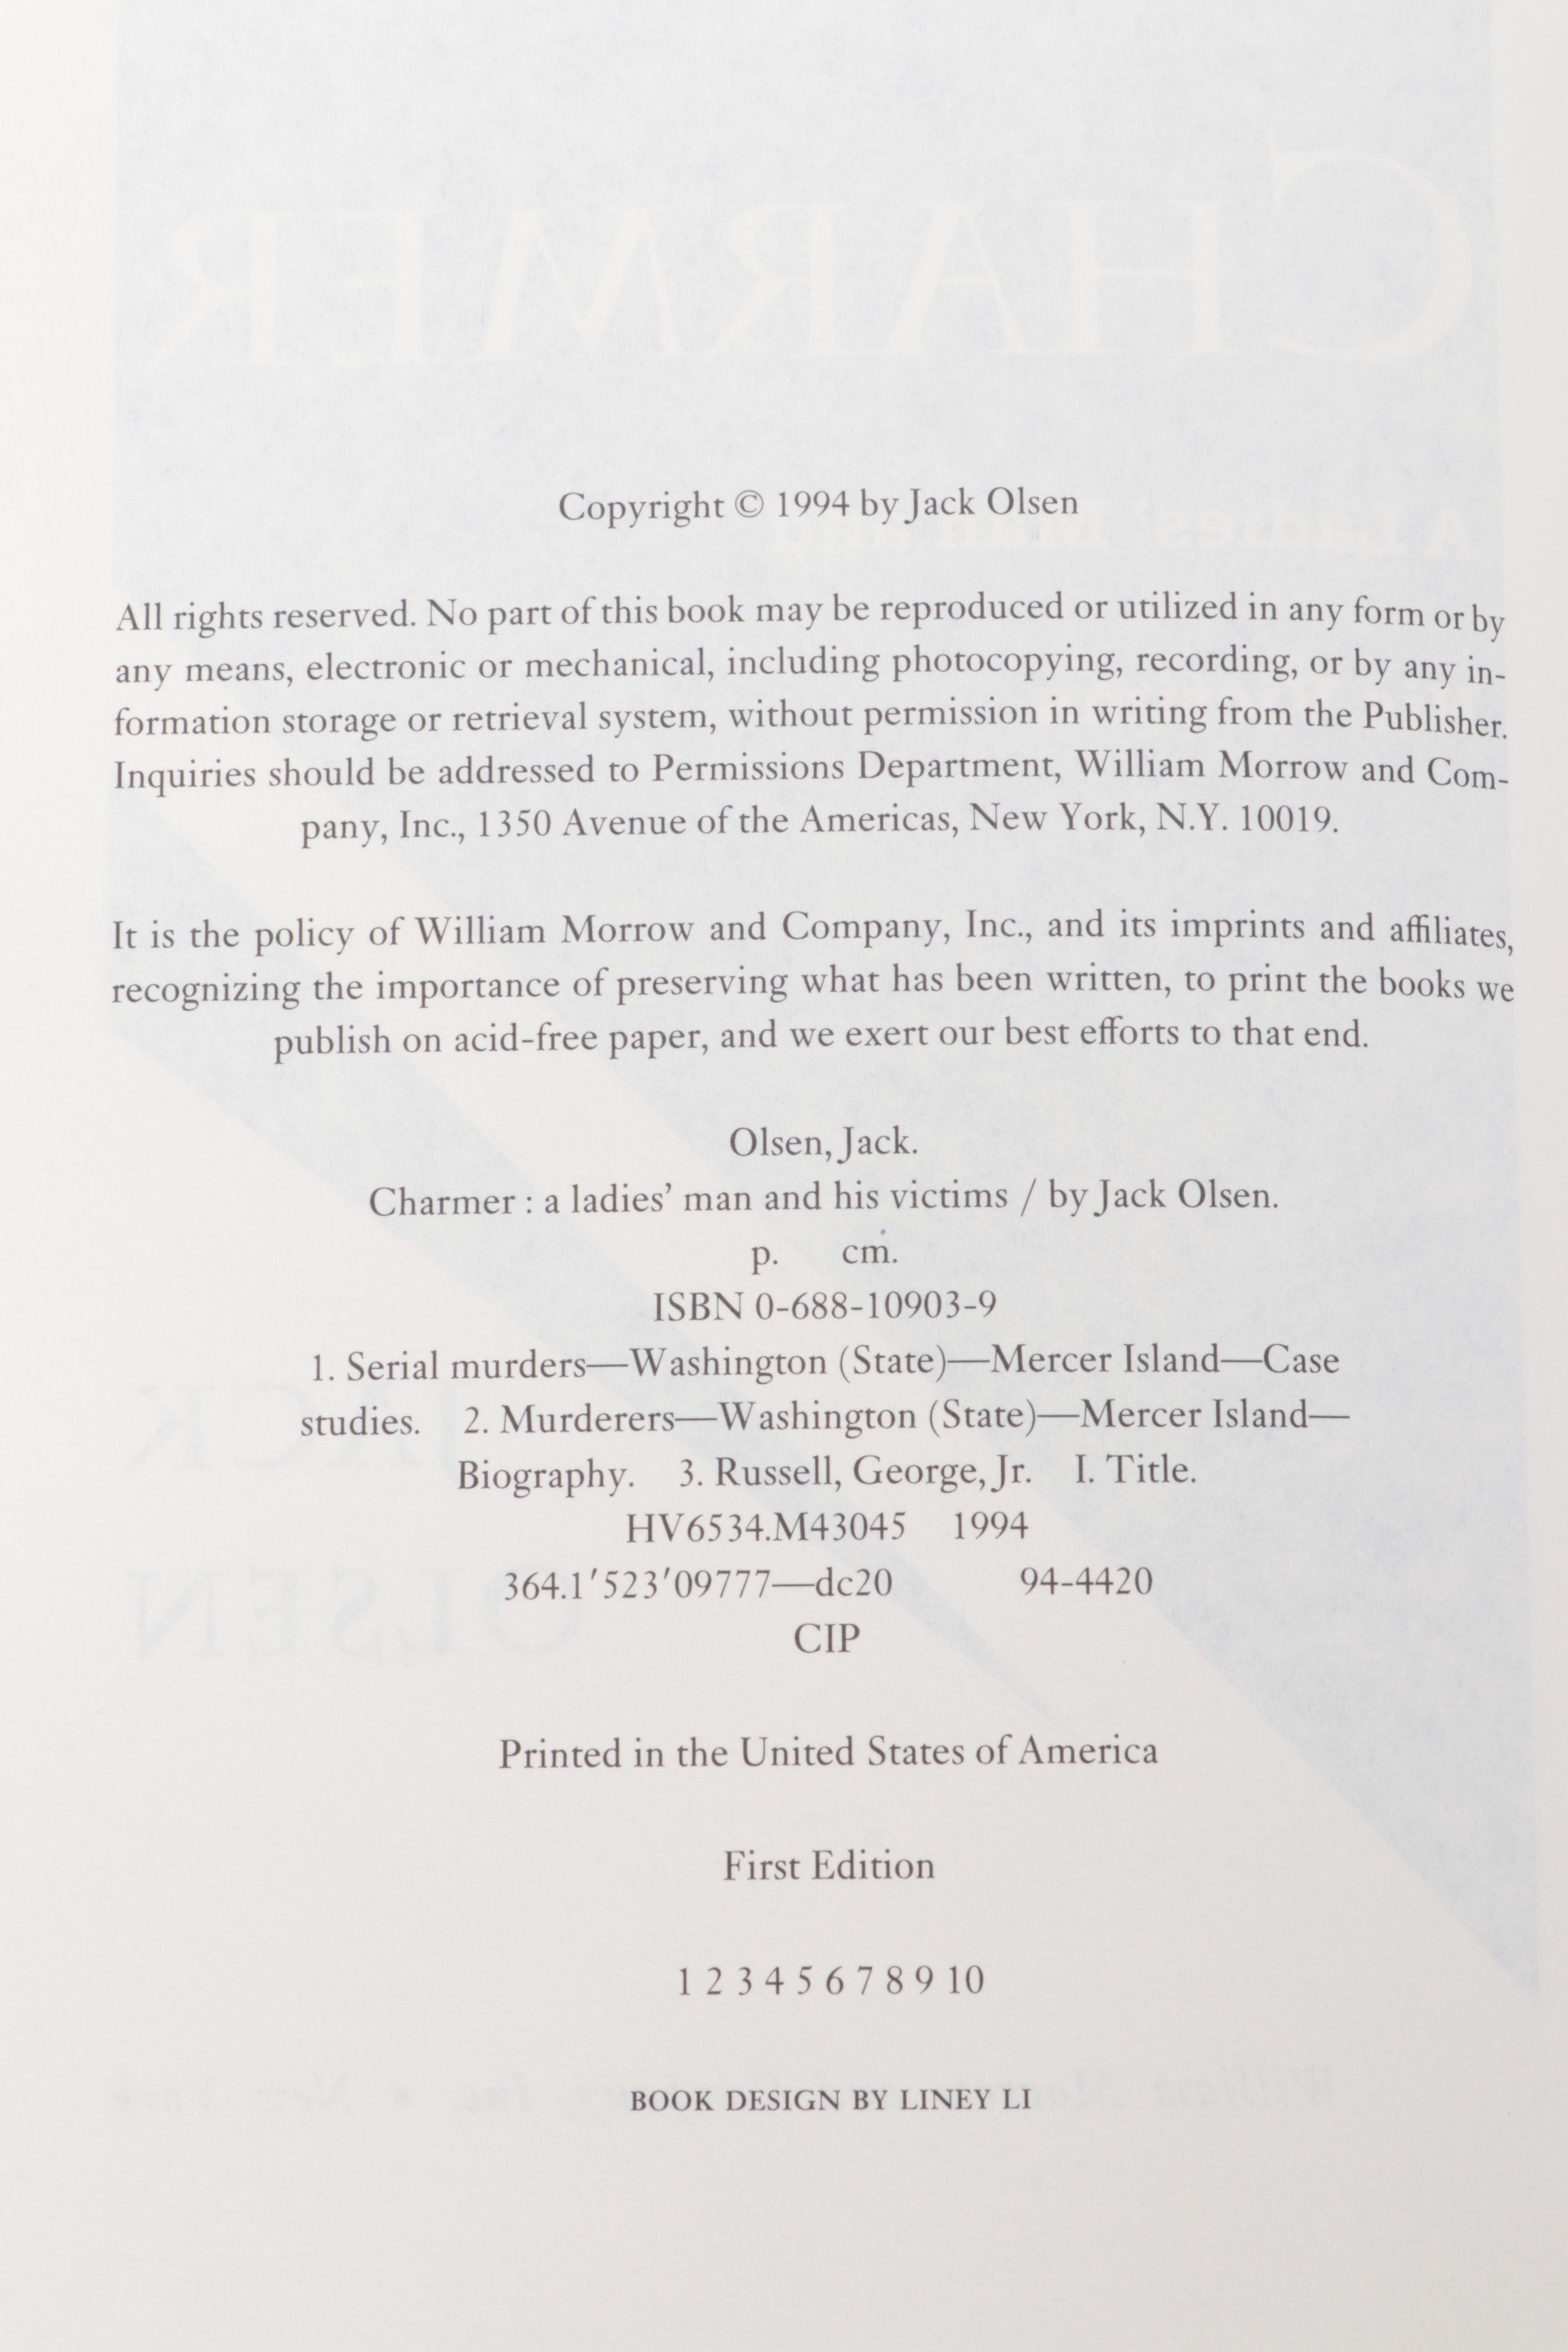 CHARMER
Copyright © 1994 by Jack Olsen
All rights reserved. No part of this book may be reproduced or utilized in any form or by
any means, electronic or mechanical, including photocopying, recording, or by any in-
formation storage or retrieval system, without permission in writing from the Publisher.
Inquiries should be addressed to Permissions Department, William Morrow and Com-
pany, Inc., 1350 Avenue of the Americas, New York, N.Y. 10019.
It is the policy of William Morrow and Company, Inc., and its imprints and affiliates,
recognizing the importance of preserving what has been written, to print the books we
publish on acid-free paper, and we exert our best efforts to that end.
Olsen, Jack.
Charmer : a ladies’ man and his victims / by Jack Olsen.
p. cm.
ISBN 0-688-10903-9
1. Serial murders—Washington (State)—Mercer Island—Case
studies. 2. Murderers—Washington (State)—Mercer Island—
Biography. 3. Russell, George, Jr. I. Title.
HV6534.M43045 1994
364.1′523′09777—dc20 94-4420
CIP
OLSEN
Printed in the United States of America
First Edition
1 2 3 4 5 6 7 8 9 10
BOOK DESIGN BY LINEY LI